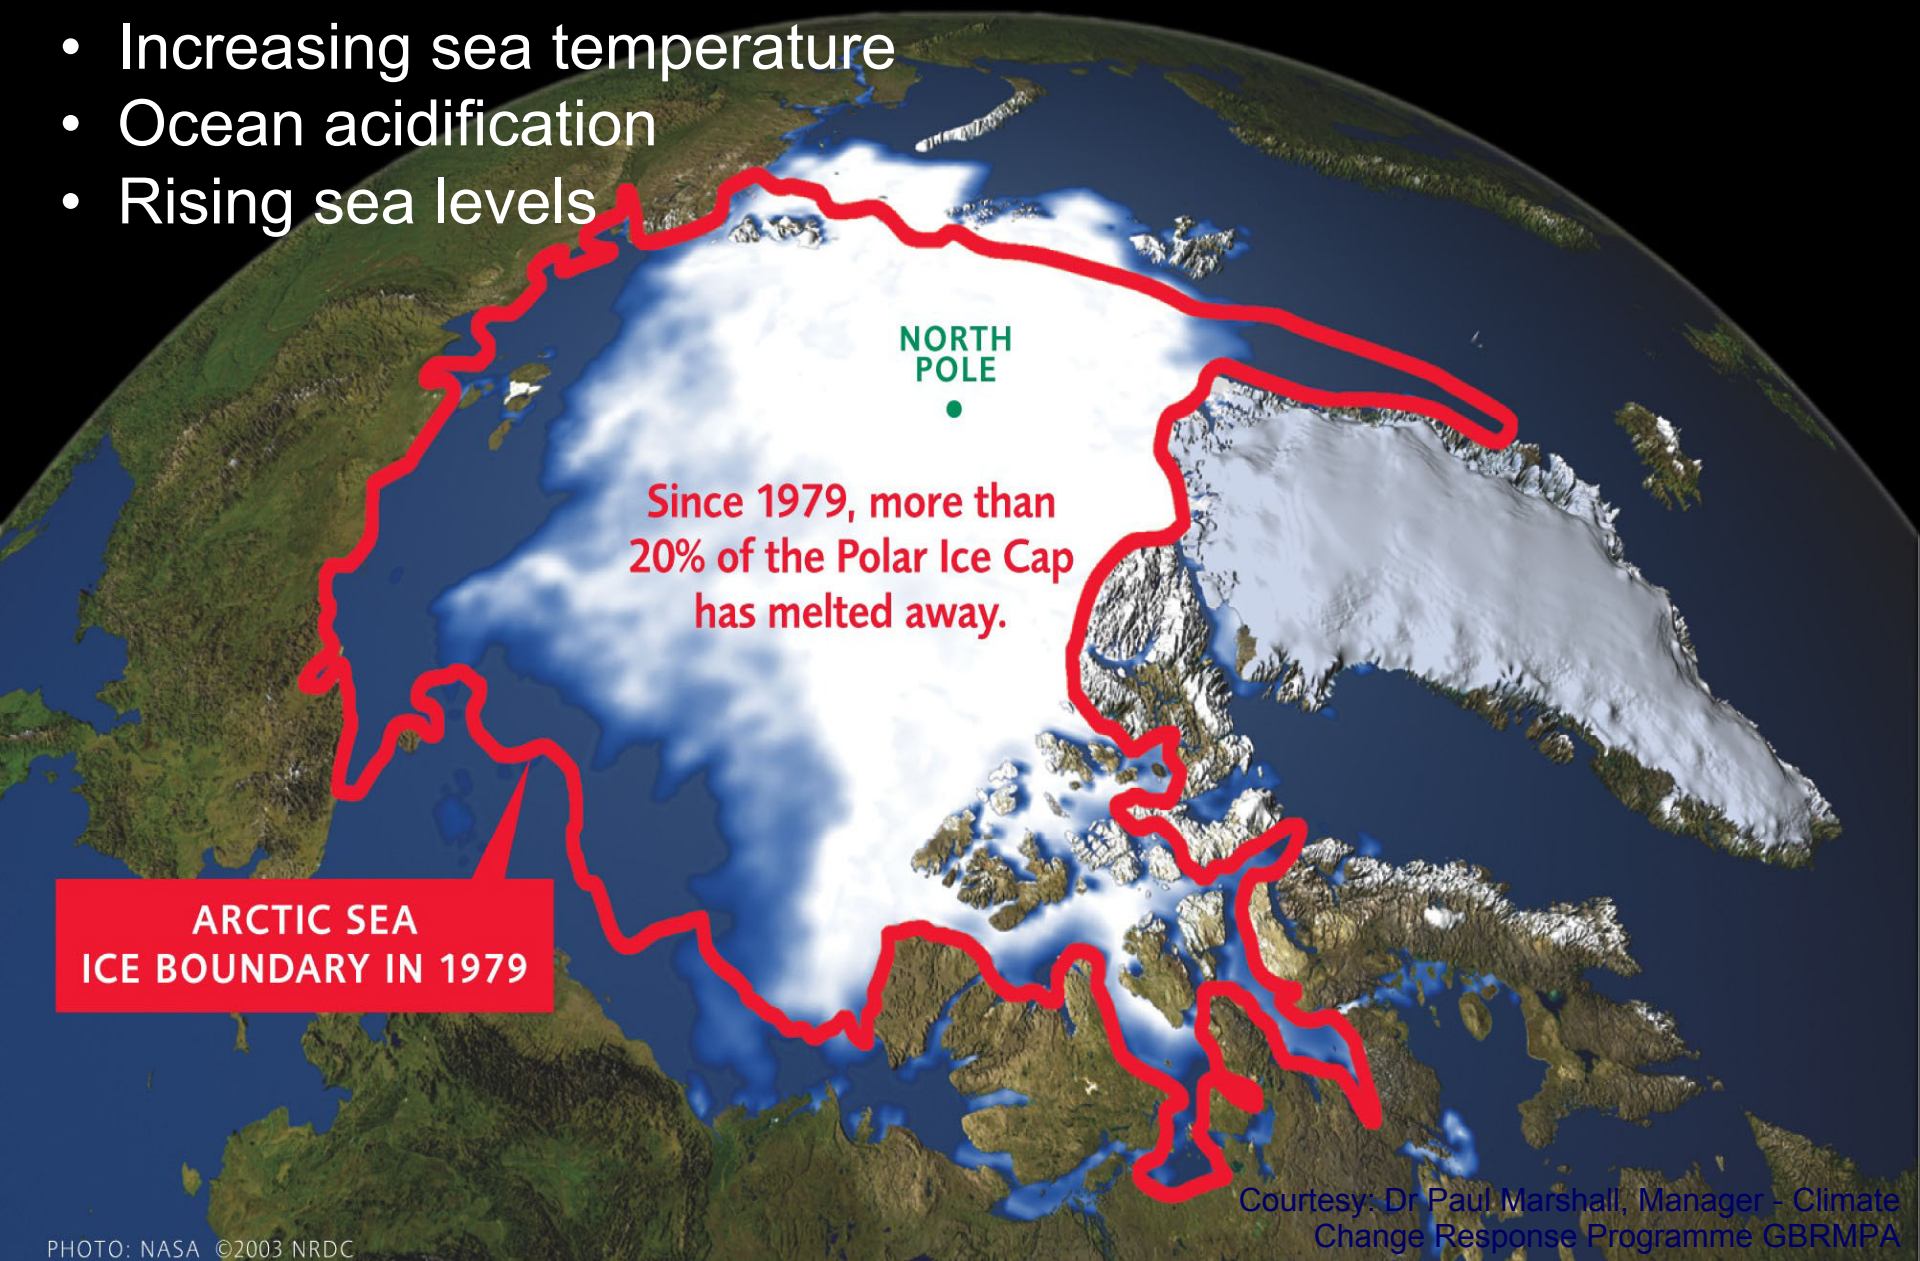 • Increasing sea temperature
• Ocean acidification
• Rising sea levels
NORTH
POLE
Since 1979, more than
20% of the Polar Ice Cap
has melted away.
ARCTIC SEA
ICE BOUNDARY IN 1979
Courtesy: Dr Paul Marshall, Manager - Climate
Change Response Programme GBRMPA
PHOTO: NASA ©2003 NRDC